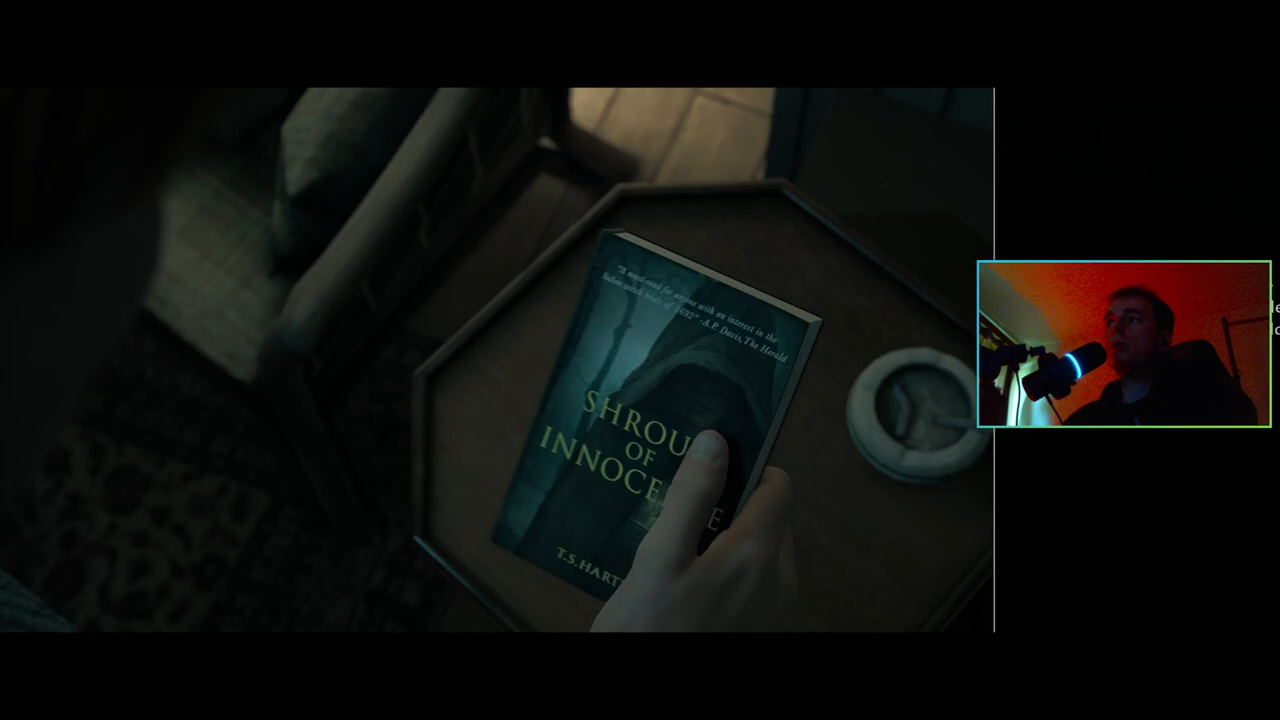 "A must-read for anyone with an interest in the
Salem witch trials of 1692" -A.P. Davis, The Herald
SHROU
OF
INNOCE E
T.S.HART